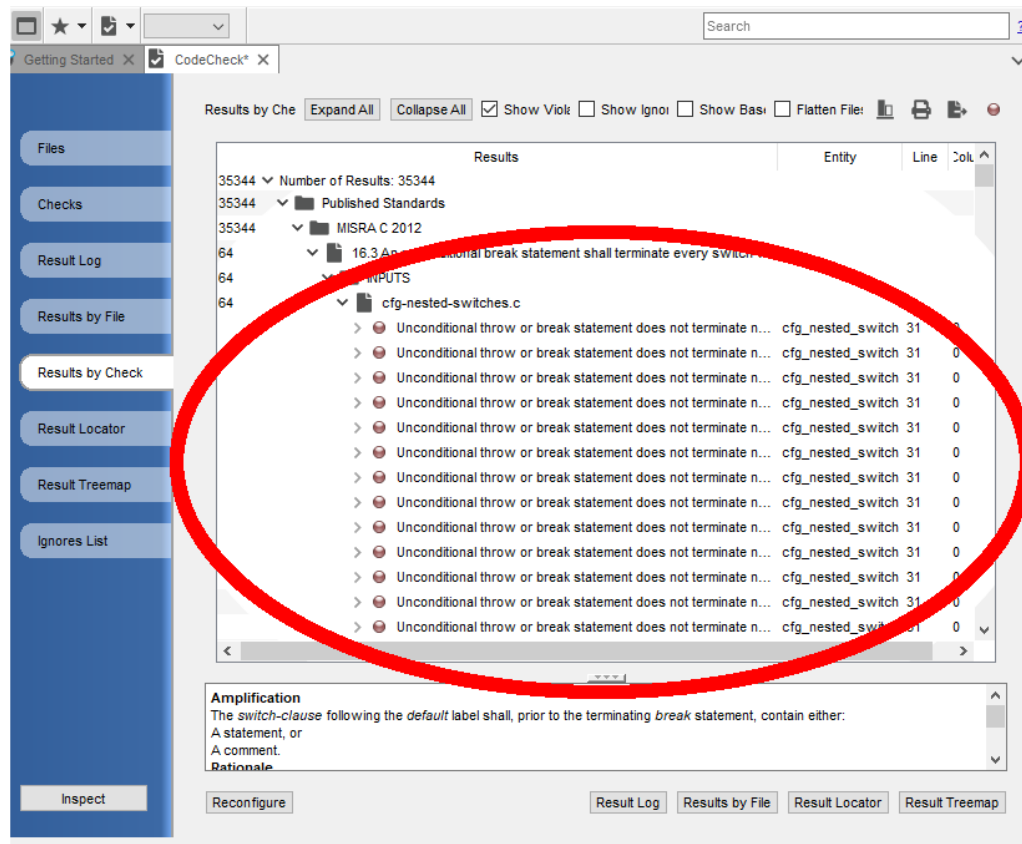 Search
?
Getting Started CodeCheck*
Results by Che Expand All Collapse All Show Viola Show Ignor Show Base Flatten File:
Files
Checks
Result Log
Results by File
Results by Check
Result Locator
Result Treemap
Ignores List
Inspect
Results Entity Line Colu
35344 Number of Results: 35344
35344 Published Standards
35344 MISRA C 2012
64 16.3 An break statement shall terminate every
64 INPUTS
64 cfg-nested-switches.c
Unconditional throw or break statement does not terminate n... cfg_nested_switch 31 0
Unconditional throw or break statement does not terminate n... cfg_nested_switch 31 0
Unconditional throw or break statement does not terminate n... cfg_nested_switch 31 0
Unconditional throw or break statement does not terminate n... cfg_nested_switch 31 0
Unconditional throw or break statement does not terminate n... cfg_nested_switch 31 0
Unconditional throw or break statement does not terminate n... cfg_nested_switch 31 0
Unconditional throw or break statement does not terminate n... cfg_nested_switch 31 0
Unconditional throw or break statement does not terminate n... cfg_nested_switch 31 0
Unconditional throw or break statement does not terminate n... cfg_nested_switch 31 0
Unconditional throw or break statement does not terminate n... cfg_nested_switch 31 0
Unconditional throw or break statement does not terminate n... cfg_nested_switch 31 0
Unconditional throw or break statement does not terminate n... cfg_nested_switch 31 0
Unconditional throw or break statement does not terminate n... cfg_nested_switch 31 0
Amplification
The switch-clause following the default label shall, prior to the terminating break statement, contain either:
A statement, or
A comment.
Rationale
Reconfigure Result Log Results by File Result Locator Result Treemap